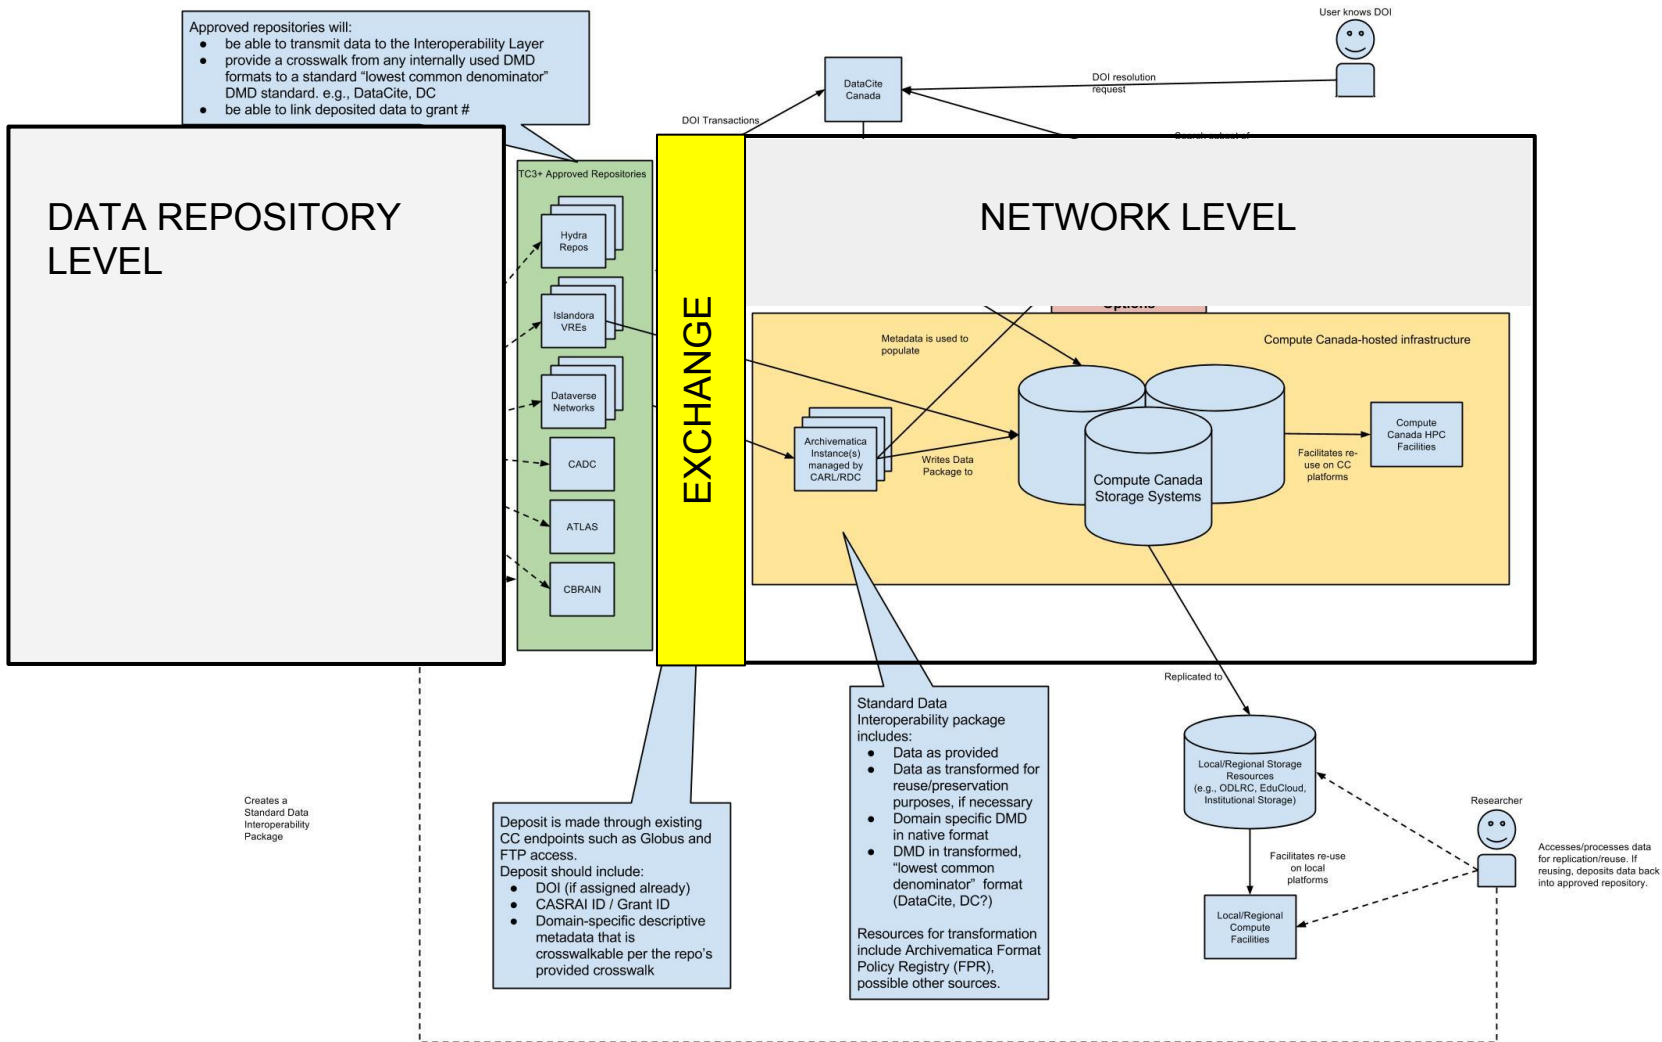 User knows DOI
Approved repositories will:
● be able to transmit data to the Interoperability Layer
● provide a crosswalk from any internally used DMD
formats to a standard “lowest common denominator”
DMD standard. e.g., DataCite, DC
● be able to link deposited data to grant #
DataCite
Canada
DOI resolution
request
DOI Transactions
Search subset of
DATA REPOSITORY
LEVEL
TC3+ Approved Repositories
Hydra
Repos
Islandora
VREs
Dataverse
Networks
CADC
ATLAS
CBRAIN
EXCHANGE
NETWORK LEVEL
Options
Compute Canada-hosted infrastructure
Metadata is used to
populate
Archivematica
Instance(s)
managed by
CARL/RDC
Writes Data
Package to
Compute Canada
Storage Systems
Facilitates re-
use on CC
platforms
Compute
Canada HPC
Facilities
Replicated to
Creates a
Standard Data
Interoperability
Package
Deposit is made through existing
CC endpoints such as Globus and
FTP access.
Deposit should include:
● DOI (if assigned already)
● CASRAI ID / Grant ID
● Domain-specific descriptive
metadata that is
crosswalkable per the repo’s
provided crosswalk
Standard Data
Interoperability package
includes:
● Data as provided
● Data as transformed for
reuse/preservation
purposes, if necessary
● Domain specific DMD
in native format
● DMD in transformed,
“lowest common
denominator” format
(DataCite, DC?)
Resources for transformation
include Archivematica Format
Policy Registry (FPR),
possible other sources.
Local/Regional Storage
Resources
(e.g., ODLRC, EduCloud,
Institutional Storage)
Facilitates re-use
on local
platforms
Local/Regional
Compute
Facilities
Researcher
Accesses/processes data
for replication/reuse. If
reusing, deposits data back
into approved repository.